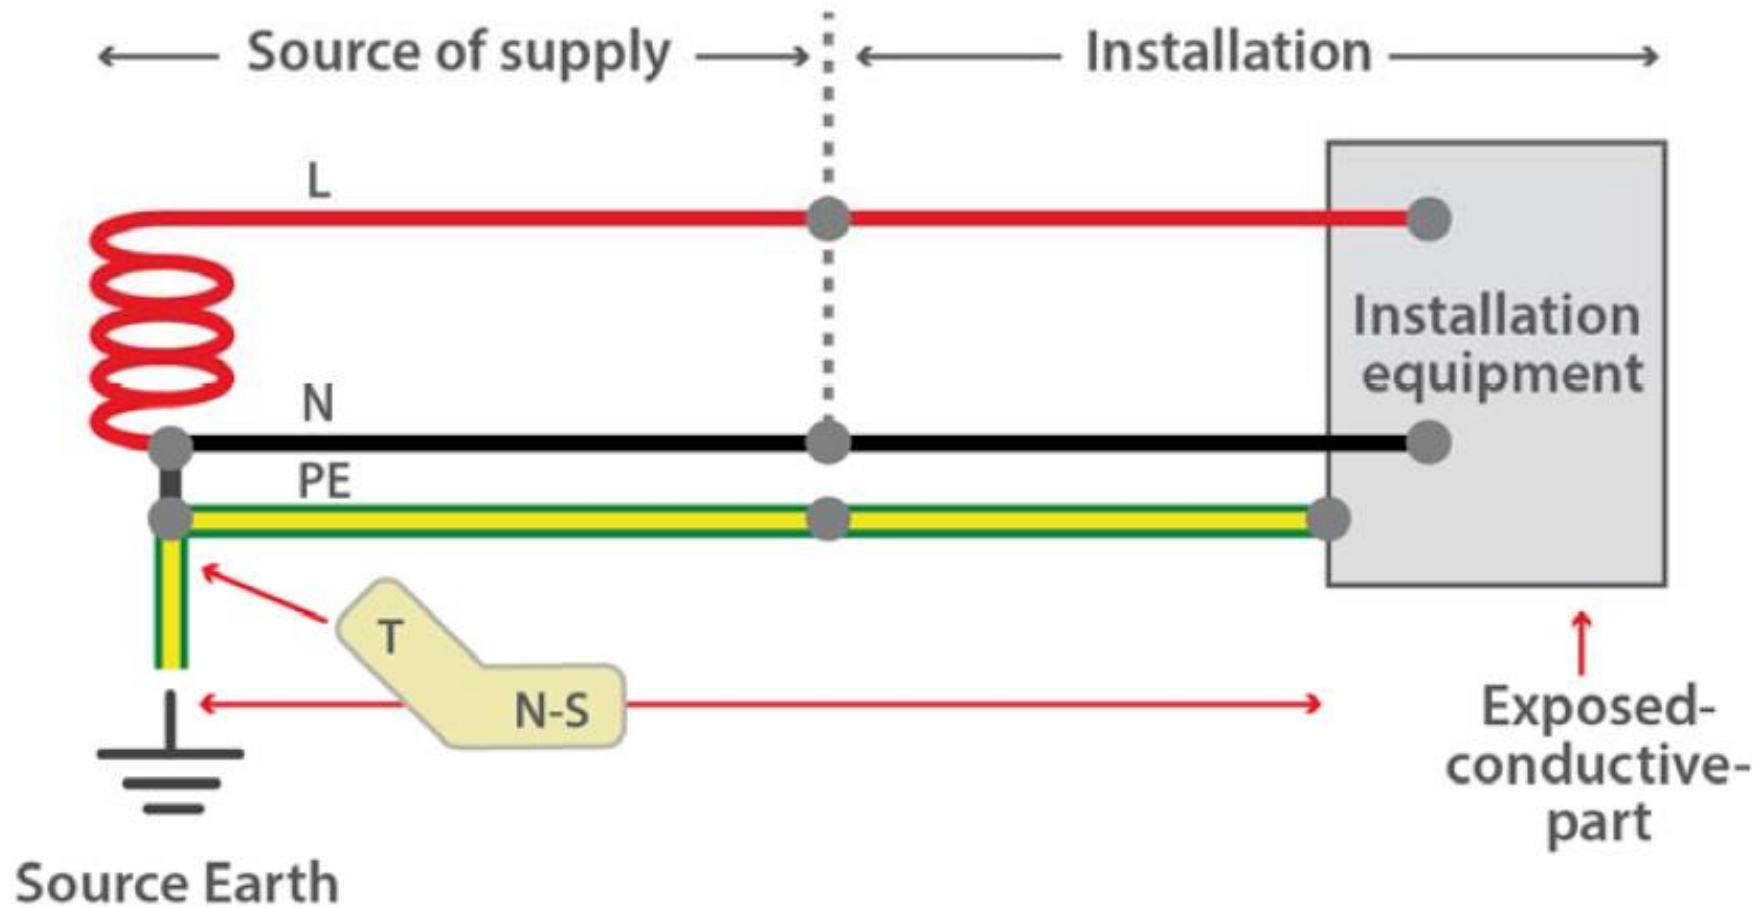 Source of supply
Installation
L
N
PE
Installation
equipment
T
N-S
Exposed-
conductive-
part
Source Earth